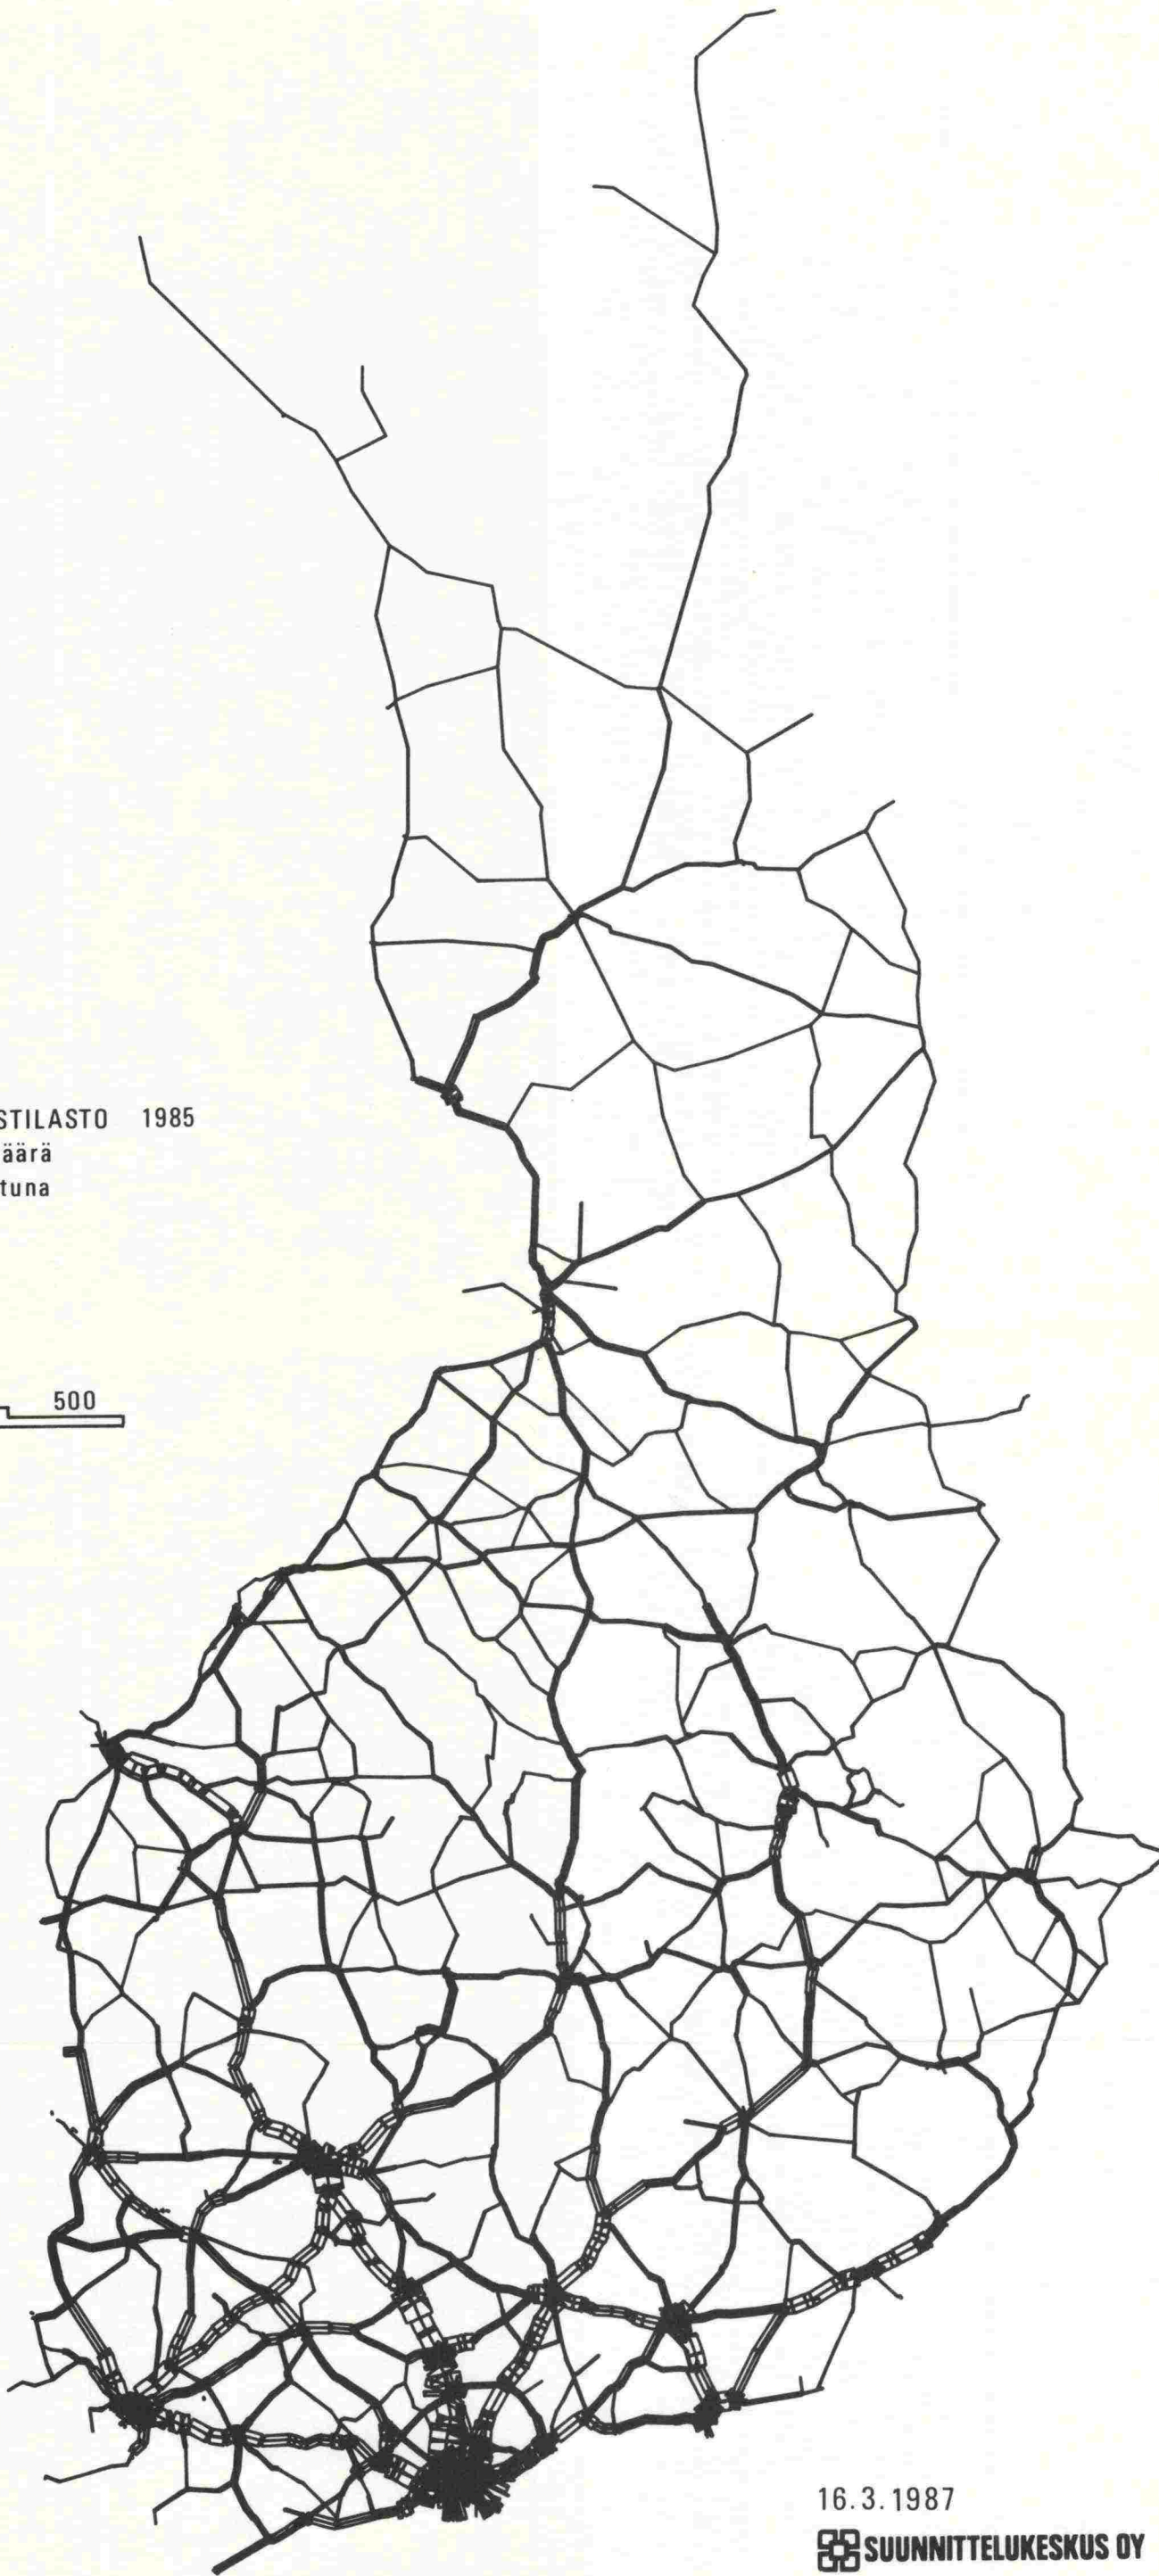 STILASTO 1985
äärä
tuna
500
16.3.1987
SUUNNITTELUKESKUS OY